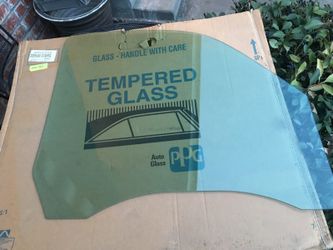 GLASS - HANDLE WITH CARE
TEMPERED
GLASS
Auto
Glass
PPG